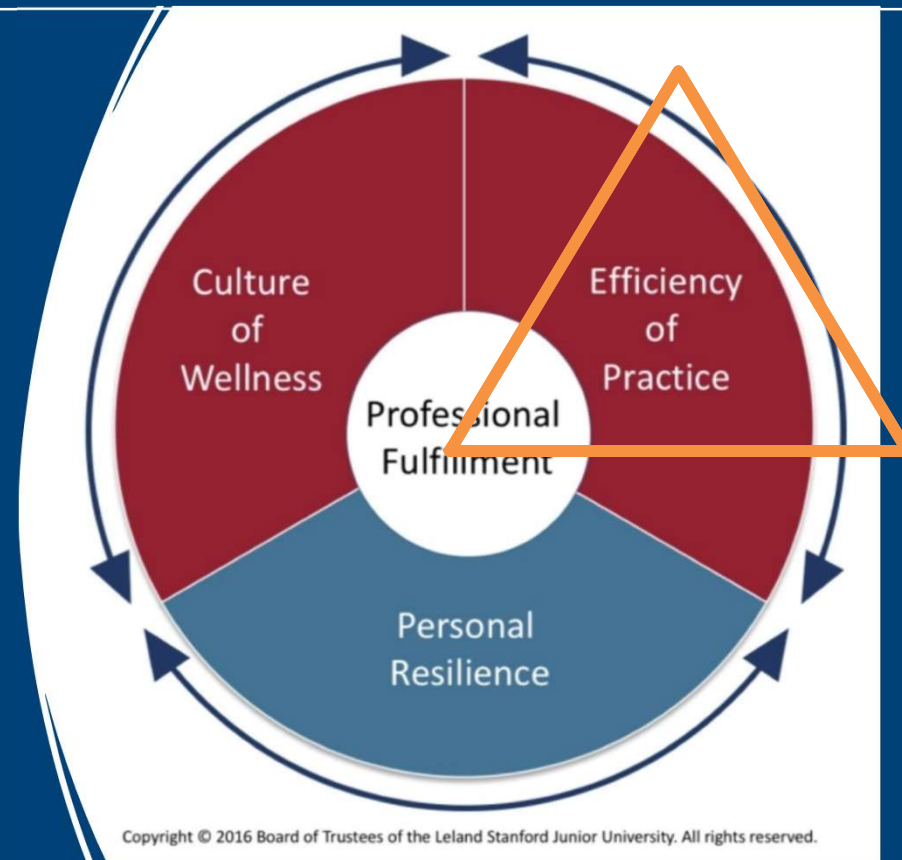 Culture
of
Wellness
Efficiency
of
Practice
Professional
Fulfillment
Personal
Resilience
Copyright © 2016 Board of Trustees of the Leland Stanford Junior University. All rights reserved.